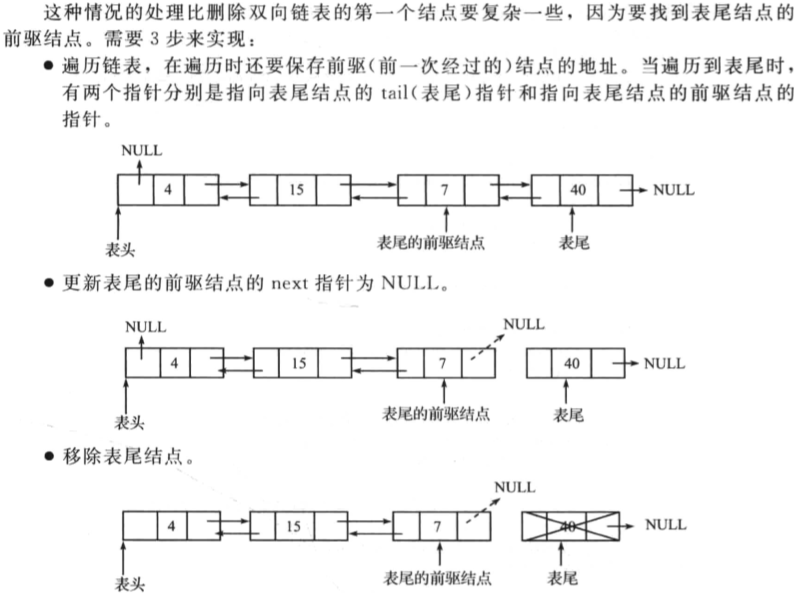 这种情况的处理比删除双向链表的第一个结点要复杂一些，因为要找到表尾结点的
前驱结点。需要 3 步来实现：
● 遍历链表，在遍历时还要保存前驱(前一次经过的)结点的地址。当遍历到表尾时，
有两个指针分别是指向表尾结点的 tail(表尾)指针和指向表尾结点的前驱结点的
指针。
NULL
4 15 7 40 NULL
表头 表尾的前驱结点 表尾
● 更新表尾的前驱结点的 next 指针为 NULL。
NULL NULL
4 15 7 40 NULL
表头 表尾的前驱结点 表尾
● 移除表尾结点。
NULL
4 15 7 40 NULL
表头 表尾的前驱结点 表尾